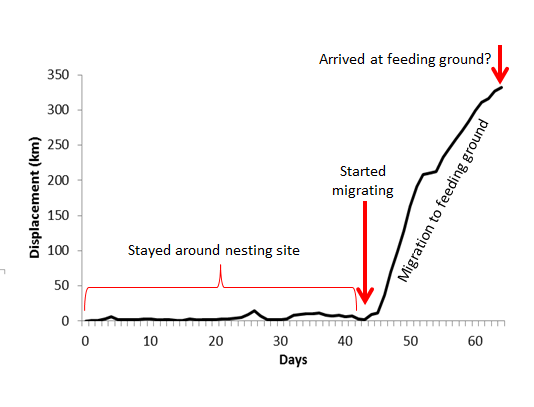 Arrived at feeding ground?
350
300
250
200
150
100
50
0
Displacement (km)
Started
migrating
Migration to feeding ground
Stayed around nesting site
0 10 20 30 40 50 60
Days